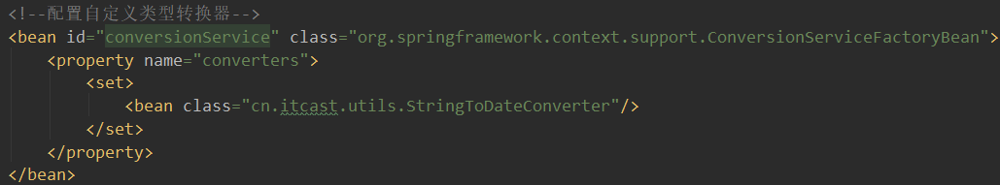 <!--配置自定义类型转换器-->
<bean id="conversionService" class="org.springframework.context.support.ConversionServiceFactoryBean">
    <property name="converters">
        <set>
            <bean class="cn.itcast.utils.StringToDateConverter"/>
        </set>
    </property>
</bean>